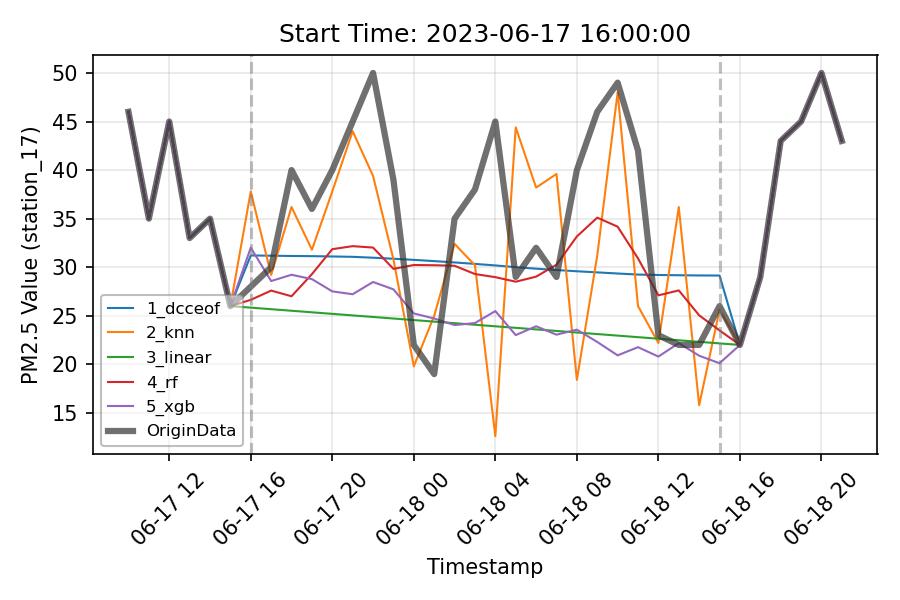 Start Time: 2023-06-17 16:00:00
PM2.5 Value (station_17)
50
45
40
35
30
25
20
15
1_dcceof
2_knn
3_linear
4_rf
5_xgb
OriginData
06-17 12
06-17 16
06-17 20
06-18 00
06-18 04
06-18 08
06-18 12
06-18 16
06-18 20
Timestamp